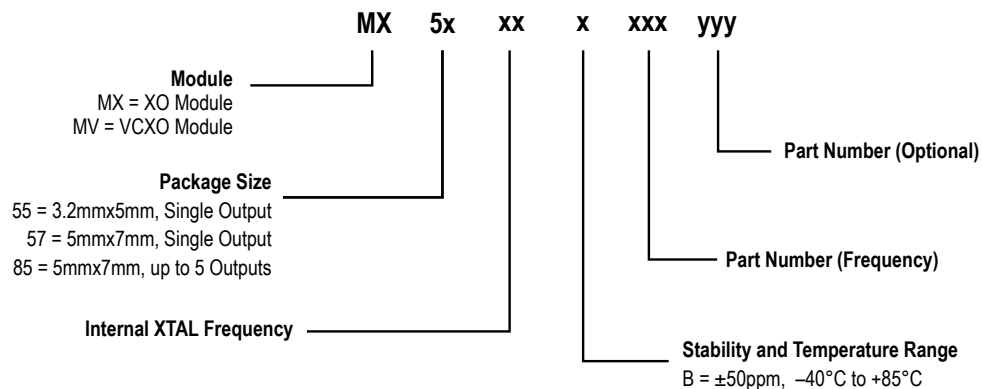 MX 5x xx x xxx yyy
Module
MX = XO Module
MV = VCXO Module
Part Number (Optional)
Package Size
55 = 3.2mmx5mm, Single Output
57 = 5mmx7mm, Single Output
85 = 5mmx7mm, up to 5 Outputs
Part Number (Frequency)
Internal XTAL Frequency
Stability and Temperature Range
B = ±50ppm, –40°C to +85°C